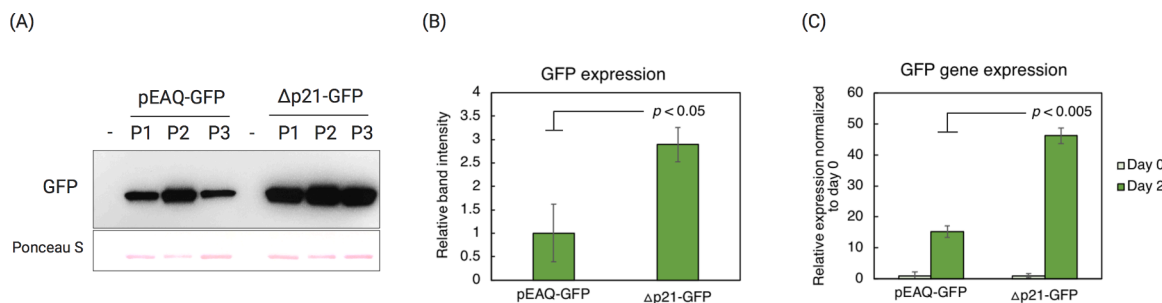 (A)
pEAQ-GFP Δp21-GFP
- P1 P2 P3 - P1 P2 P3
GFP
Ponceau S
(B)
GFP expression
p < 0.05
Relative band intensity
4
3.5
3
2.5
2
1.5
1
0.5
0
pEAQ-GFP Δp21-GFP
(C)
GFP gene expression
p < 0.005
Relative expression normalized
to day 0
60
50
40
30
20
10
0
pEAQ-GFP Δp21-GFP
Day 0
Day 2